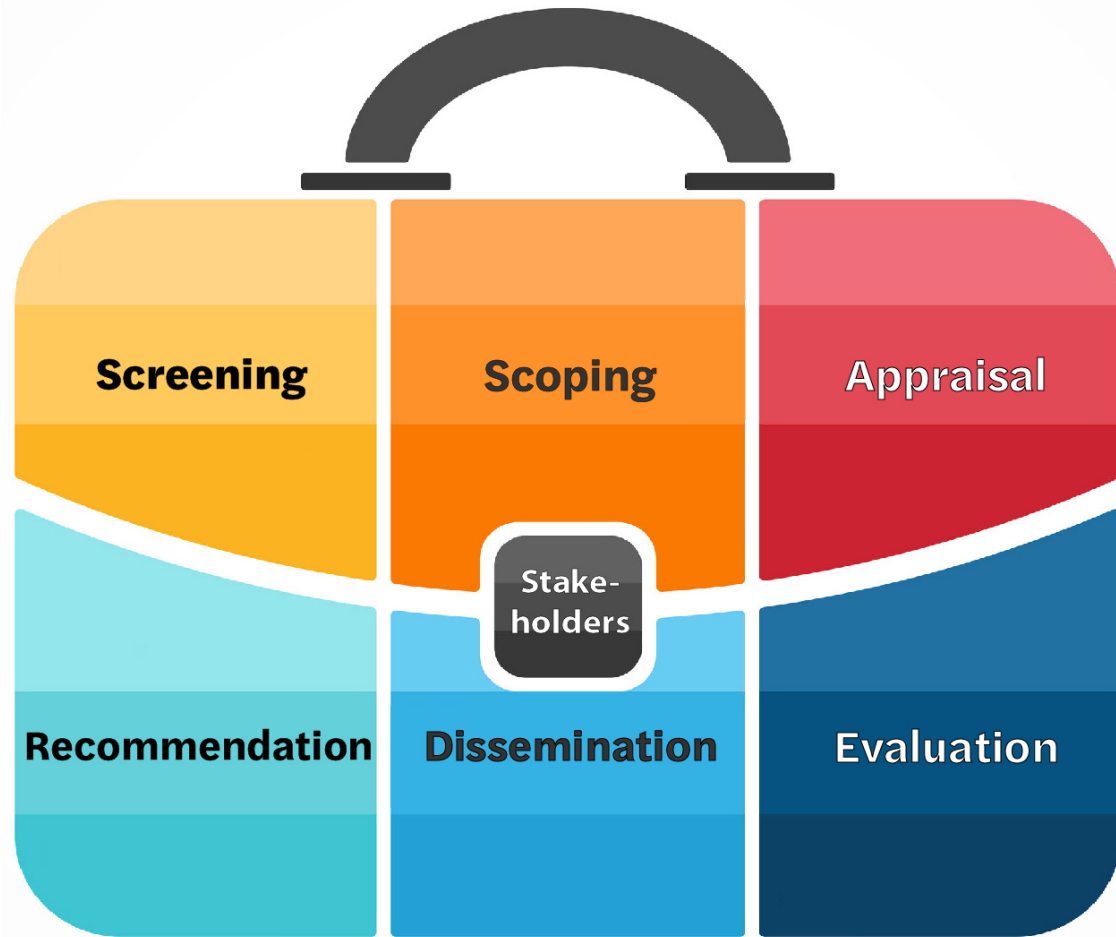 Screening
Scoping
Appraisal
Stake-
holders
Recommendation
Dissemination
Evaluation